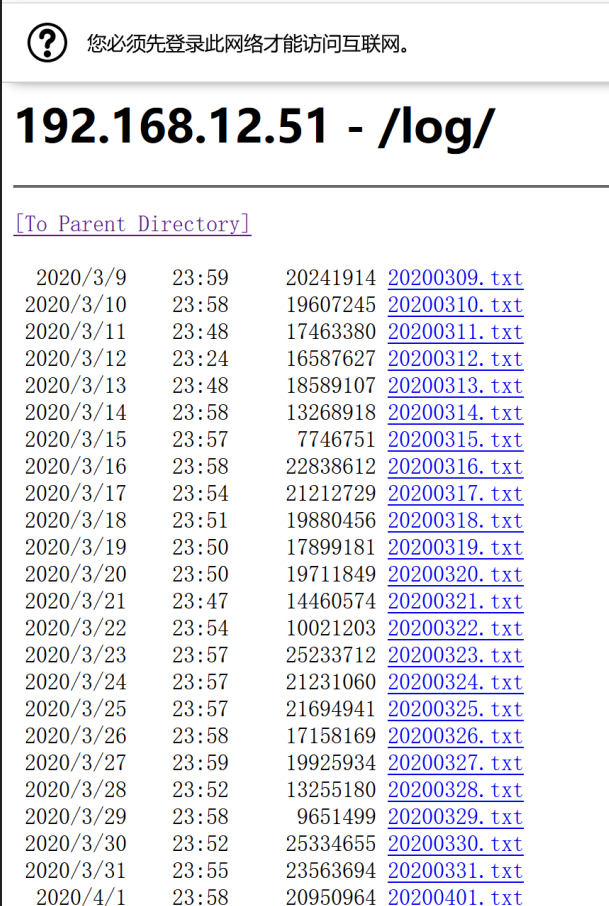 您必须先登录此网络才能访问互联网。
192.168.12.51 - /log/
[To Parent Directory]
2020/3/9 23:59 20241914 20200309.txt
2020/3/10 23:58 19607245 20200310.txt
2020/3/11 23:48 17463380 20200311.txt
2020/3/12 23:24 16587627 20200312.txt
2020/3/13 23:48 18589107 20200313.txt
2020/3/14 23:58 13268918 20200314.txt
2020/3/15 23:57 7746751 20200315.txt
2020/3/16 23:58 22838612 20200316.txt
2020/3/17 23:54 21212729 20200317.txt
2020/3/18 23:51 19880456 20200318.txt
2020/3/19 23:50 17899181 20200319.txt
2020/3/20 23:50 19711849 20200320.txt
2020/3/21 23:47 14460574 20200321.txt
2020/3/22 23:54 10021203 20200322.txt
2020/3/23 23:57 25233712 20200323.txt
2020/3/24 23:57 21231060 20200324.txt
2020/3/25 23:57 21694941 20200325.txt
2020/3/26 23:58 17158169 20200326.txt
2020/3/27 23:59 19925934 20200327.txt
2020/3/28 23:52 13255180 20200328.txt
2020/3/29 23:58 9651499 20200329.txt
2020/3/30 23:52 25334655 20200330.txt
2020/3/31 23:55 23563694 20200331.txt
2020/4/1 23:58 20950964 20200401.txt